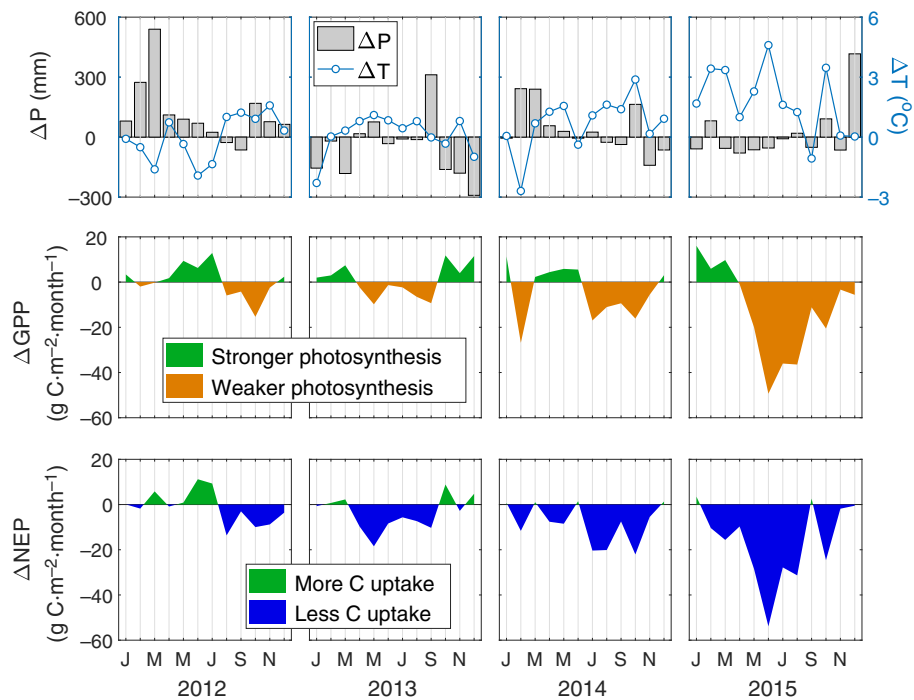 600
300
0
−300
ΔP (mm)
ΔP
ΔT
6
3
0
−3
ΔT (⁰C)
20
0
−20
−40
−60
ΔGPP
(g C·m⁻²·month⁻¹)
Stronger photosynthesis
Weaker photosynthesis
20
0
−20
−40
−60
ΔNEP
(g C·m⁻²·month⁻¹)
More C uptake
Less C uptake
J M M J S N J M M J S N J M M J S N J M M J S N
2012 2013 2014 2015